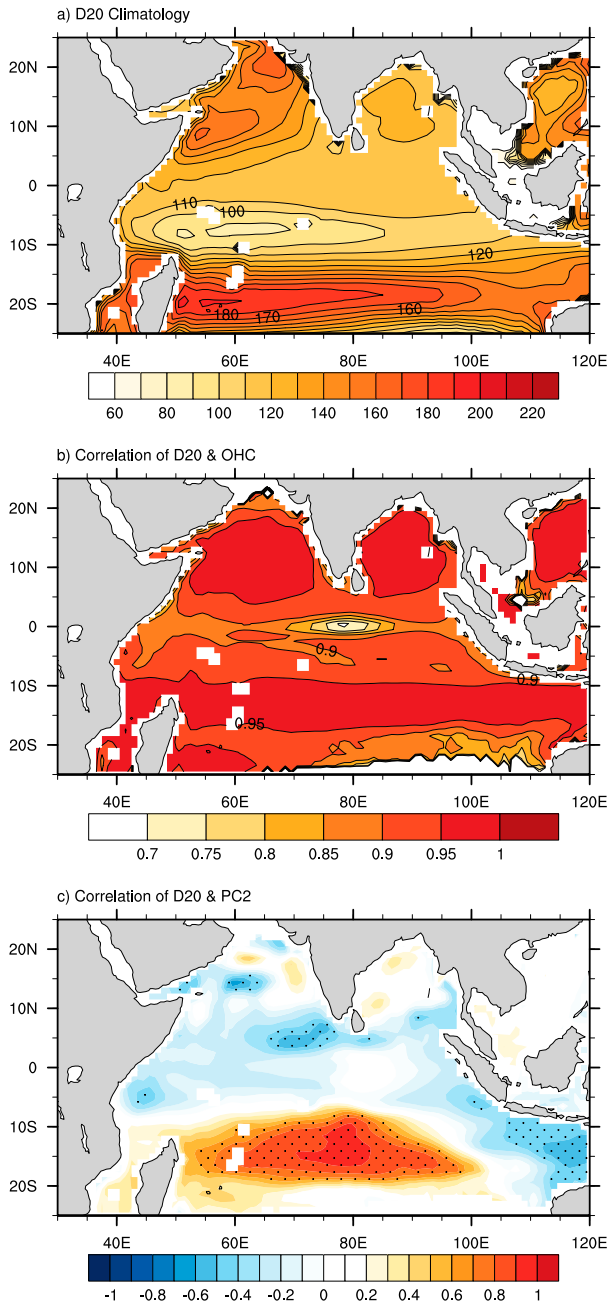 a) D20 Climatology
20N
10N
0
10S
20S
110
100
120
180
170
160
40E 60E 80E 100E 120E
60 80 100 120 140 160 180 200 220
b) Correlation of D20 & OHC
20N
10N
0
10S
20S
0.9
0.9
0.95
40E 60E 80E 100E 120E
0.7 0.75 0.8 0.85 0.9 0.95 1
c) Correlation of D20 & PC2
20N
10N
0
10S
20S
40E 60E 80E 100E 120E
-1 -0.8 -0.6 -0.4 -0.2 0 0.2 0.4 0.6 0.8 1